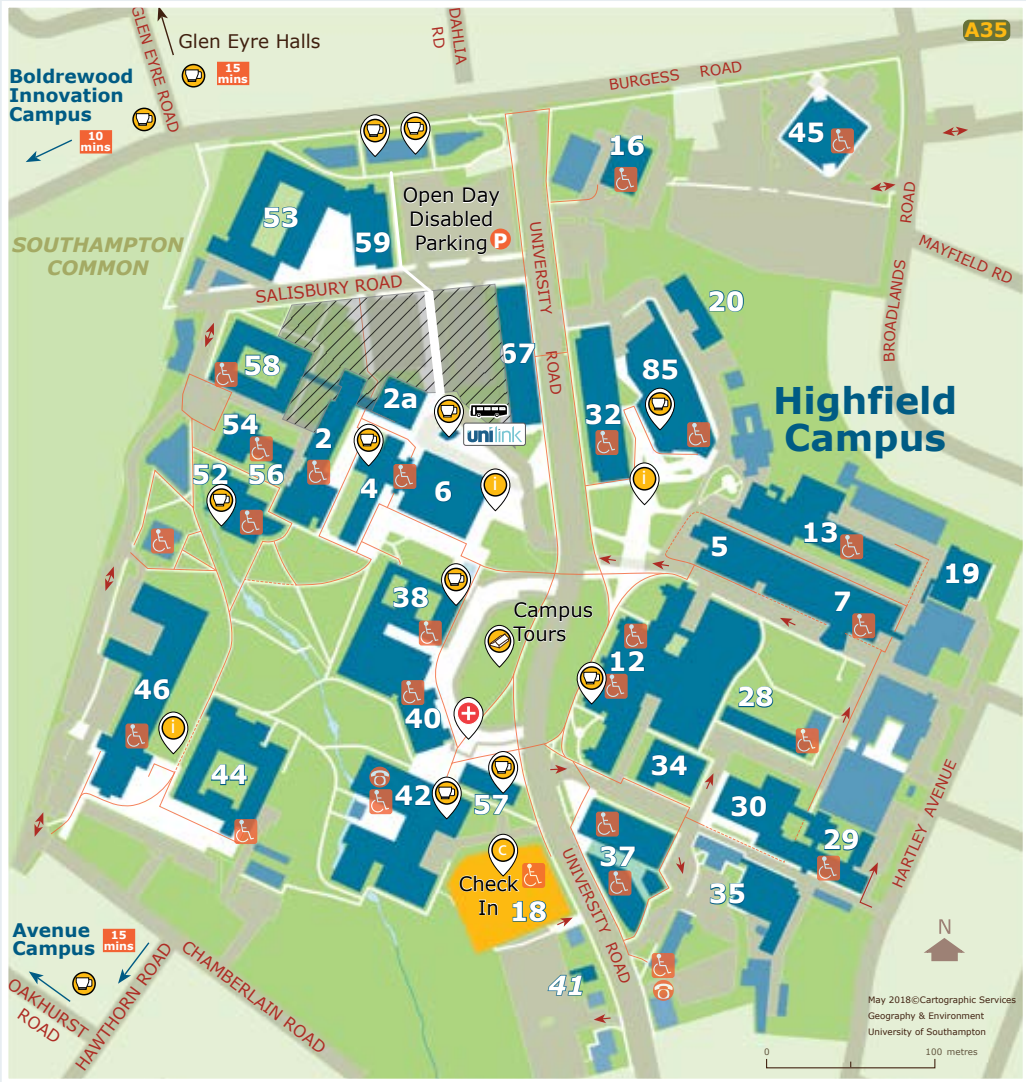 GLEN EYRE ROAD
Glen Eyre Halls
15
mins
DAHLIA
RD
A35
Boldrewood
Innovation
Campus
10
mins
BURGESS ROAD
45
16
53
59
Open Day
Disabled
Parking P
SOUTHAMPTON
COMMON
UNIVERSITY
ROAD
BROADLANDS
ROAD
MAYFIELD RD
SALISBURY ROAD
20
58
67
85
2a
32
Highfield
Campus
54
2
unilink
52
56
4
6
i
i
5
13
19
38
7
Campus
Tours
12
46
28
40
i
44
34
42
57
30
29
37
C
Check
In 18
35
HARTLEY AVENUE
UNIVERSITY ROAD
N
Avenue
Campus
15
mins
OAKHURST
ROAD
HAWTHORN ROAD
CHAMBERLAIN ROAD
41
May 2018©Cartographic Services
Geography & Environment
University of Southampton
0
100 metres